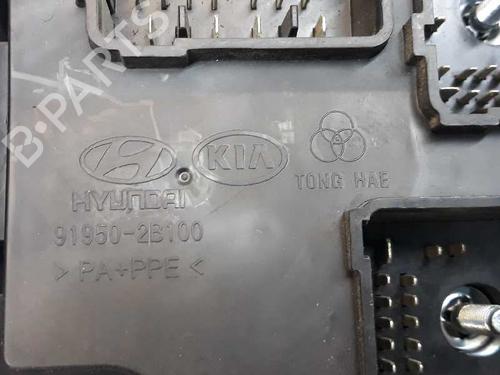 B-PARTS
KIA
HYUNDAI
TONG HAE
91950-2B100
> PA+PPE <